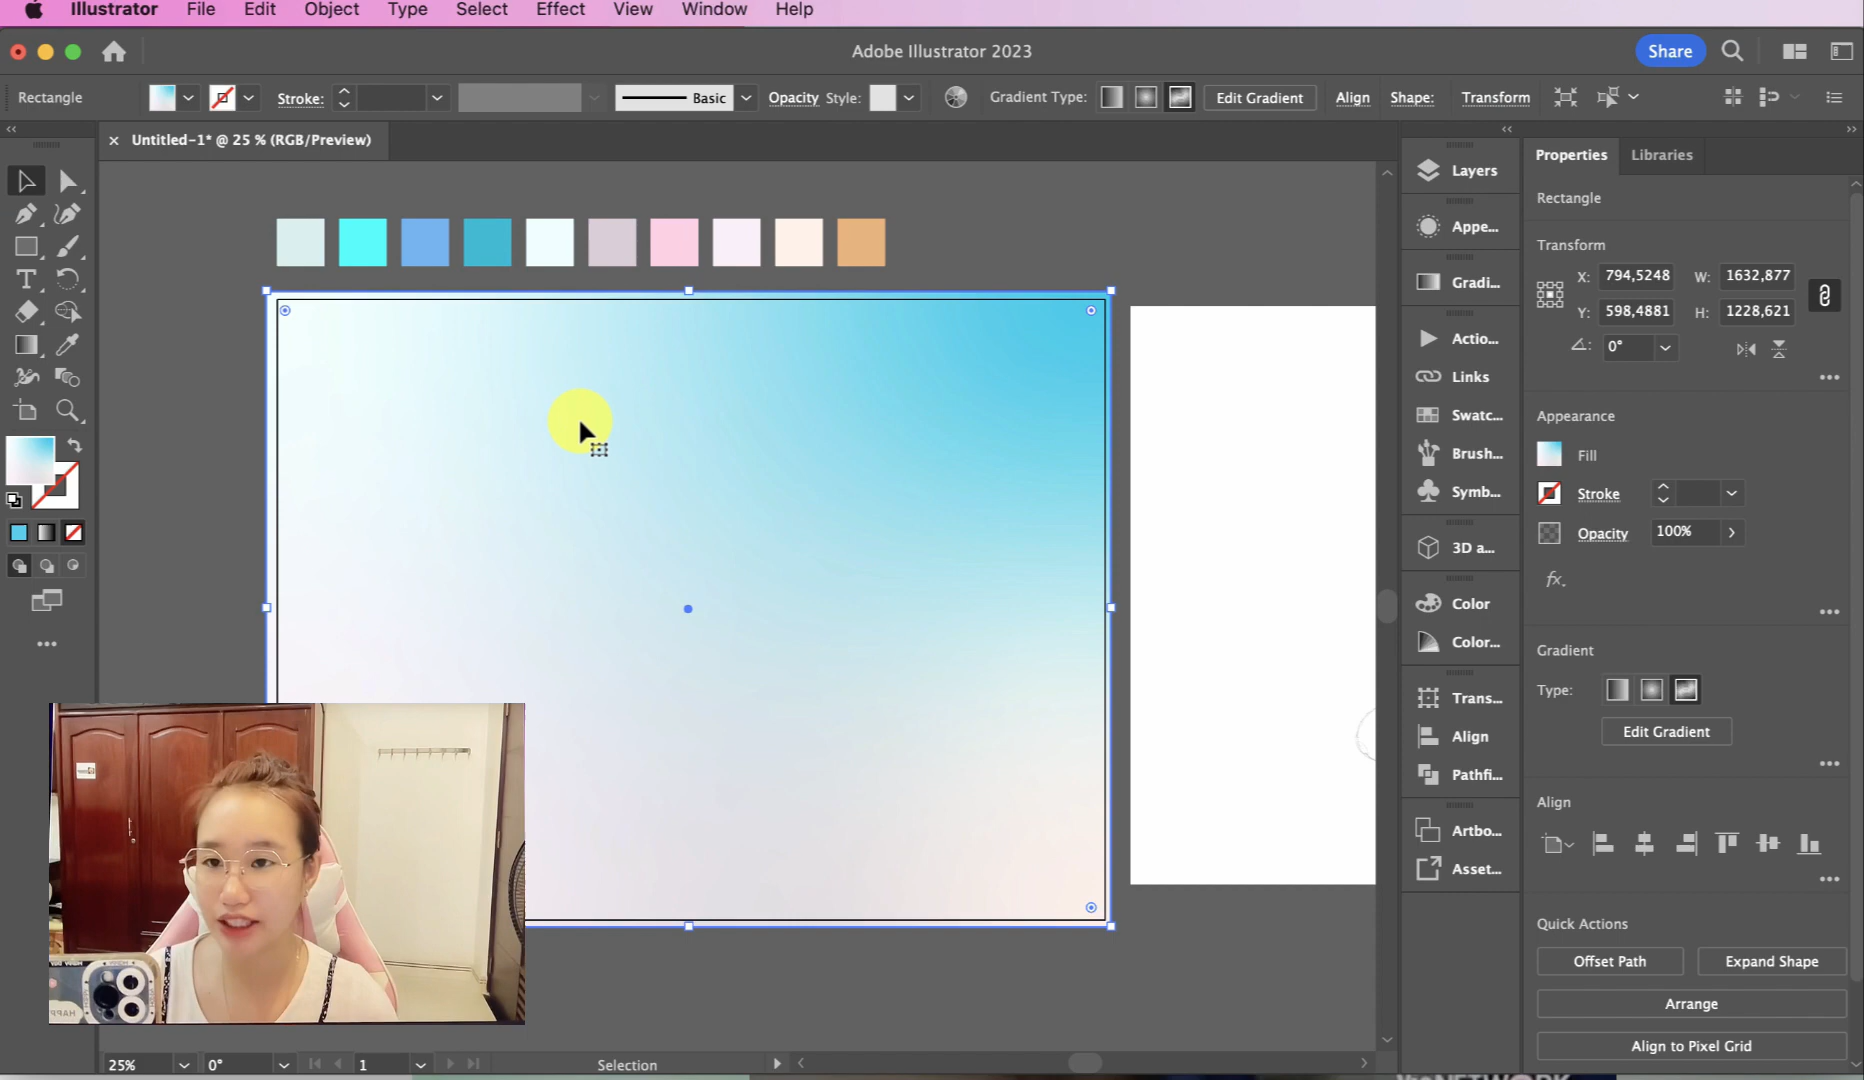 Illustrator File Edit Object Type Select Effect View Window Help
Adobe Illustrator 2023
Share
Rectangle Stroke: Basic Opacity Style: Gradient Type: Edit Gradient Align Shape: Transform
Untitled-1* @ 25 % (RGB/Preview)
Layers
Appe...
Gradi...
Actio...
Links
Swatc...
Brush...
Symb...
3D a...
Color
Color...
Trans...
Align
Pathfi...
Artbo...
Asset...
Properties Libraries
Rectangle
Transform
X: 794,5248 W: 1632,877
Y: 598,4881 H: 1228,621
0°
Appearance
Fill
Stroke
Opacity 100%
fx.
Gradient
Type:
Edit Gradient
Align
Quick Actions
Offset Path Expand Shape
Arrange
Align to Pixel Grid
HAPP
25% 0° 1 Selection